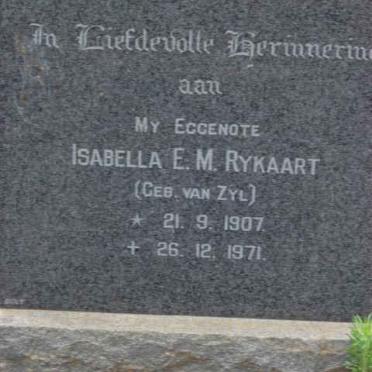 In Liefdevolle Herinnering
aan
MY EGGENOTE
ISABELLA E. M. RYKAART
(GEB. VAN ZYL)
* 21. 9. 1907.
+ 26. 12. 1971.